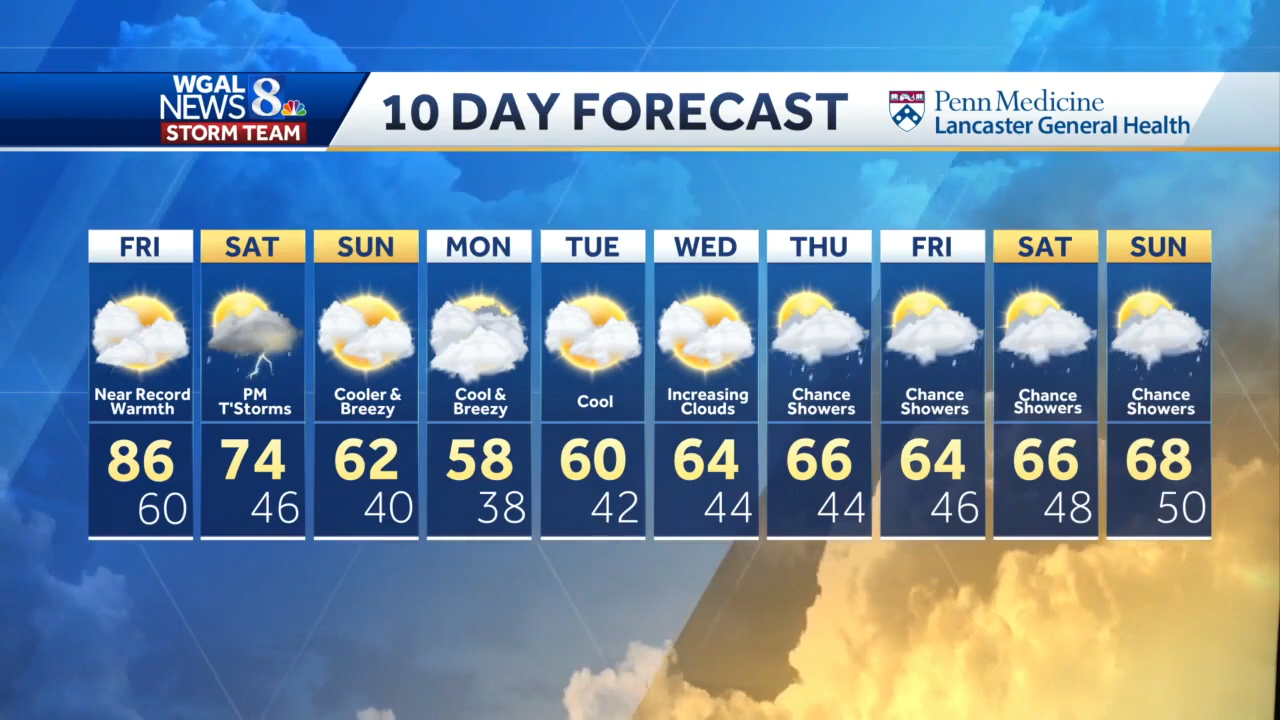 WGAL
NEWS 8
STORM TEAM
10 DAY FORECAST
Penn Medicine
Lancaster General Health
FRI
Near Record
Warmth
86
60
SAT
PM
T'Storms
74
46
SUN
Cooler &
Breezy
62
40
MON
Cool &
Breezy
58
38
TUE
Cool
60
42
WED
Increasing
Clouds
64
44
THU
Chance
Showers
66
44
FRI
Chance
Showers
64
46
SAT
Chance
Showers
66
48
SUN
Chance
Showers
68
50